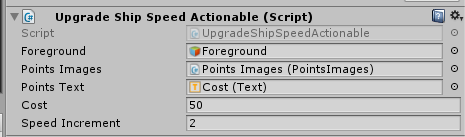 Upgrade Ship Speed Actionable (Script)
Script UpgradeShipSpeedActionable
Foreground Foreground
Points Images Points Images (PointsImages)
Points Text Cost (Text)
Cost 50
Speed Increment 2